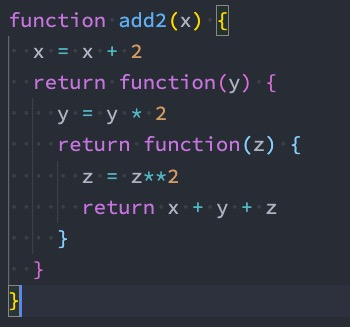 function add2(x) {
  x = x + 2
  return function(y) {
    y = y * 2
    return function(z) {
      z = z**2
      return x + y + z
    }
  }
}